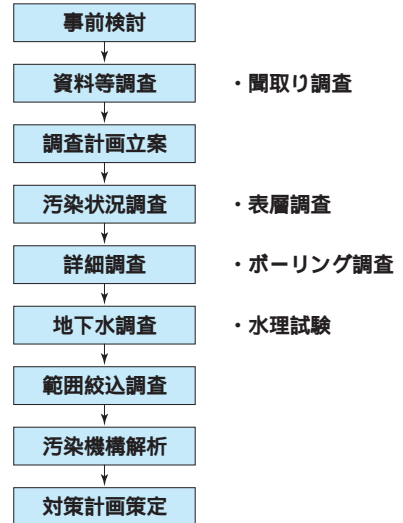 事前検討
資料等調査 ・聞取り調査
調査計画立案
汚染状況調査 ・表層調査
詳細調査 ・ボーリング調査
地下水調査 ・水理試験
範囲絞込調査
汚染機構解析
対策計画策定